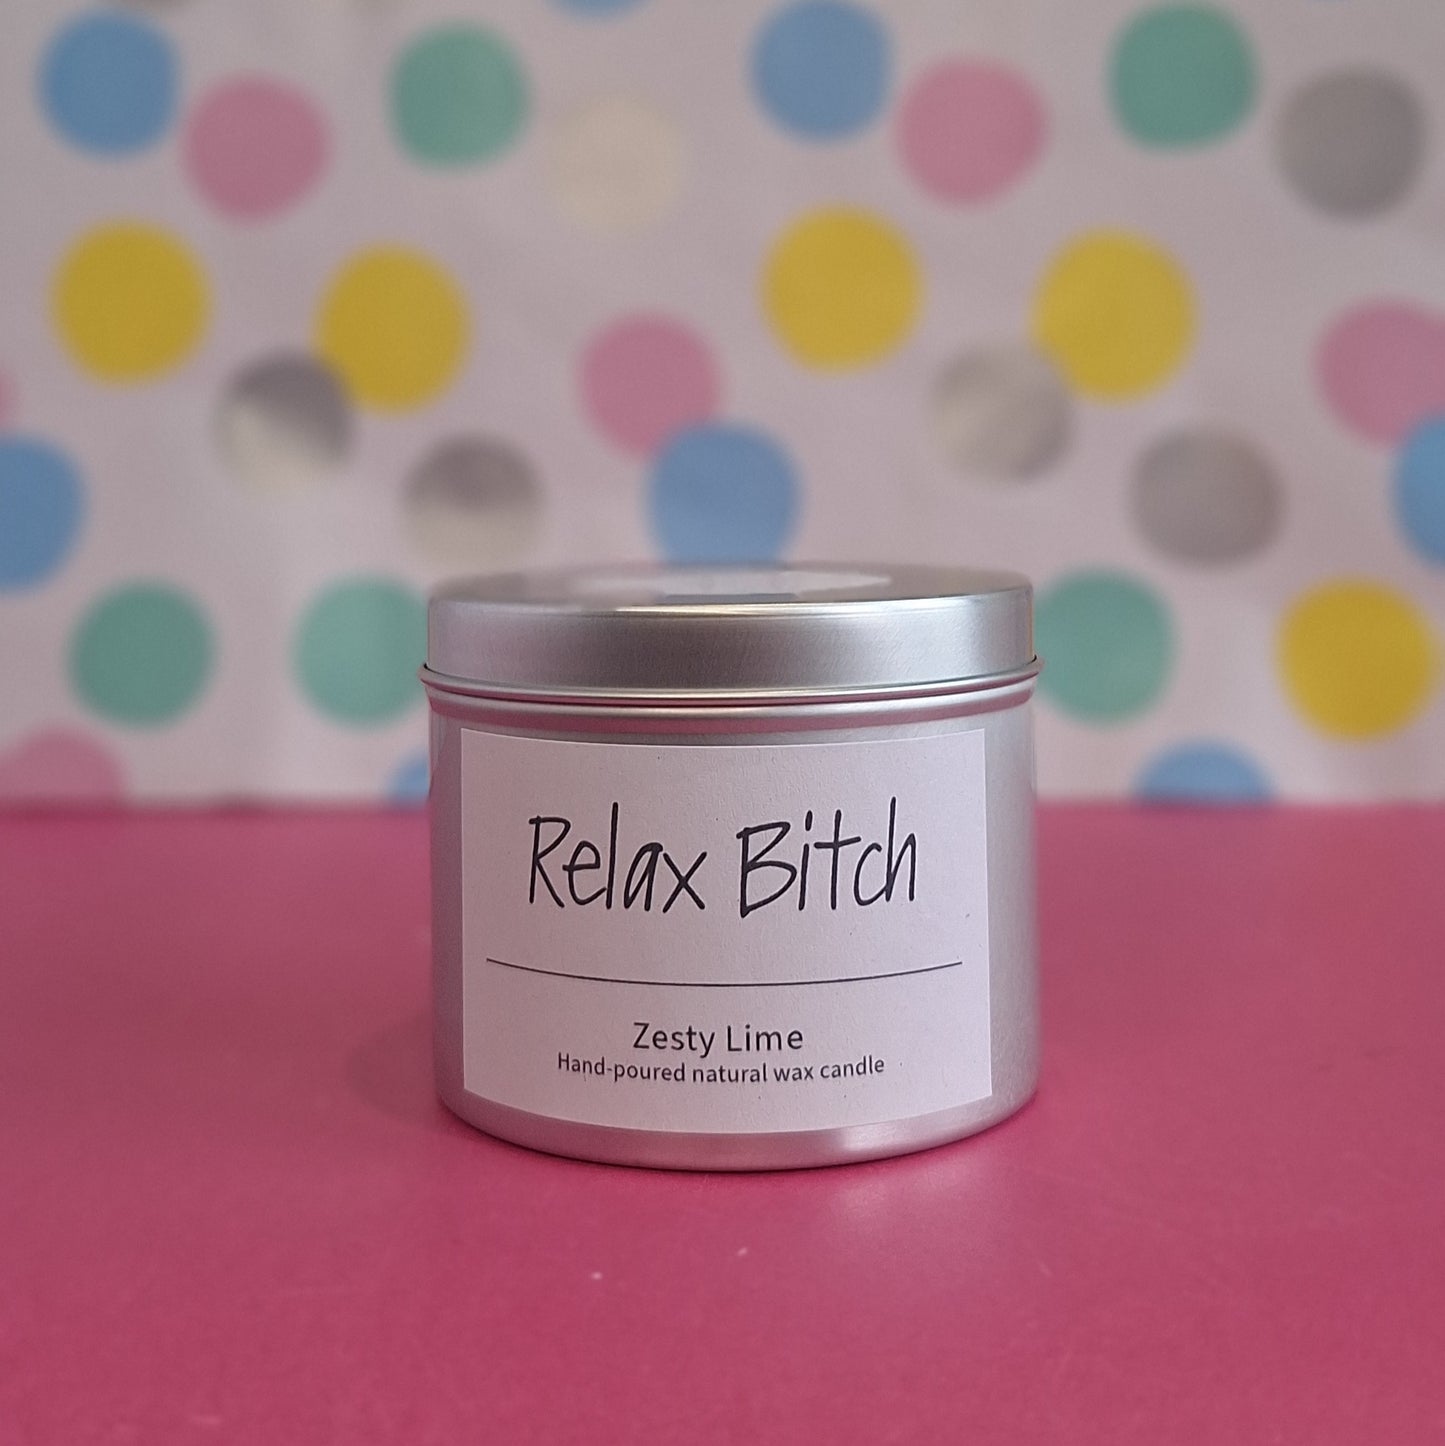 Relax Bitch
Zesty Lime
Hand-poured natural wax candle